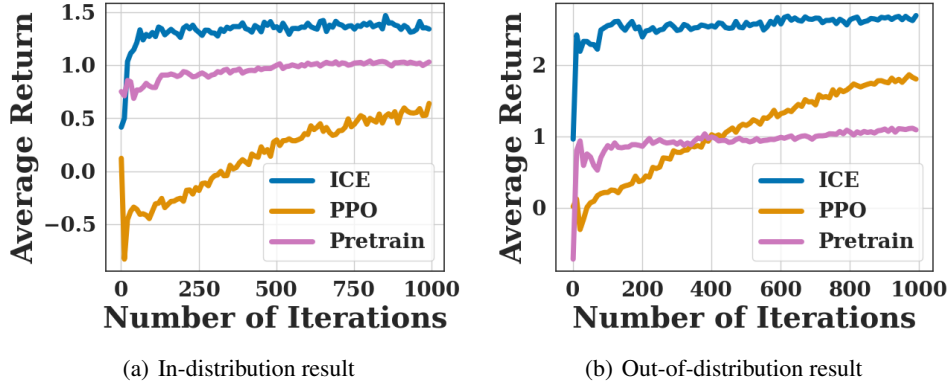 Average Return
1.5
1.0
0.5
0.0
−0.5
ICE
PPO
Pretrain
0 250 500 750 1000
Number of Iterations
(a) In-distribution result
Average Return
2
1
0
ICE
PPO
Pretrain
0 200 400 600 800 1000
Number of Iterations
(b) Out-of-distribution result